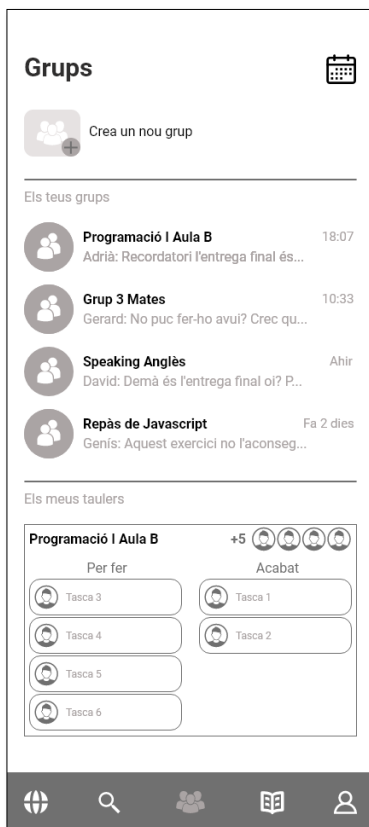 Grups
Crea un nou grup
Els teus grups
Programació I Aula B 18:07
Adrià: Recordatori l'entrega final és...
Grup 3 Mates 10:33
Gerard: No puc fer-ho avui? Crec qu...
Speaking Anglès Ahir
David: Demà és l'entrega final oi? P...
Repàs de Javascript Fa 2 dies
Genís: Aquest exercici no l'aconseg...
Els meus taulers
Programació I Aula B +5
Per fer Acabat
Tasca 3 Tasca 1
Tasca 4 Tasca 2
Tasca 5
Tasca 6